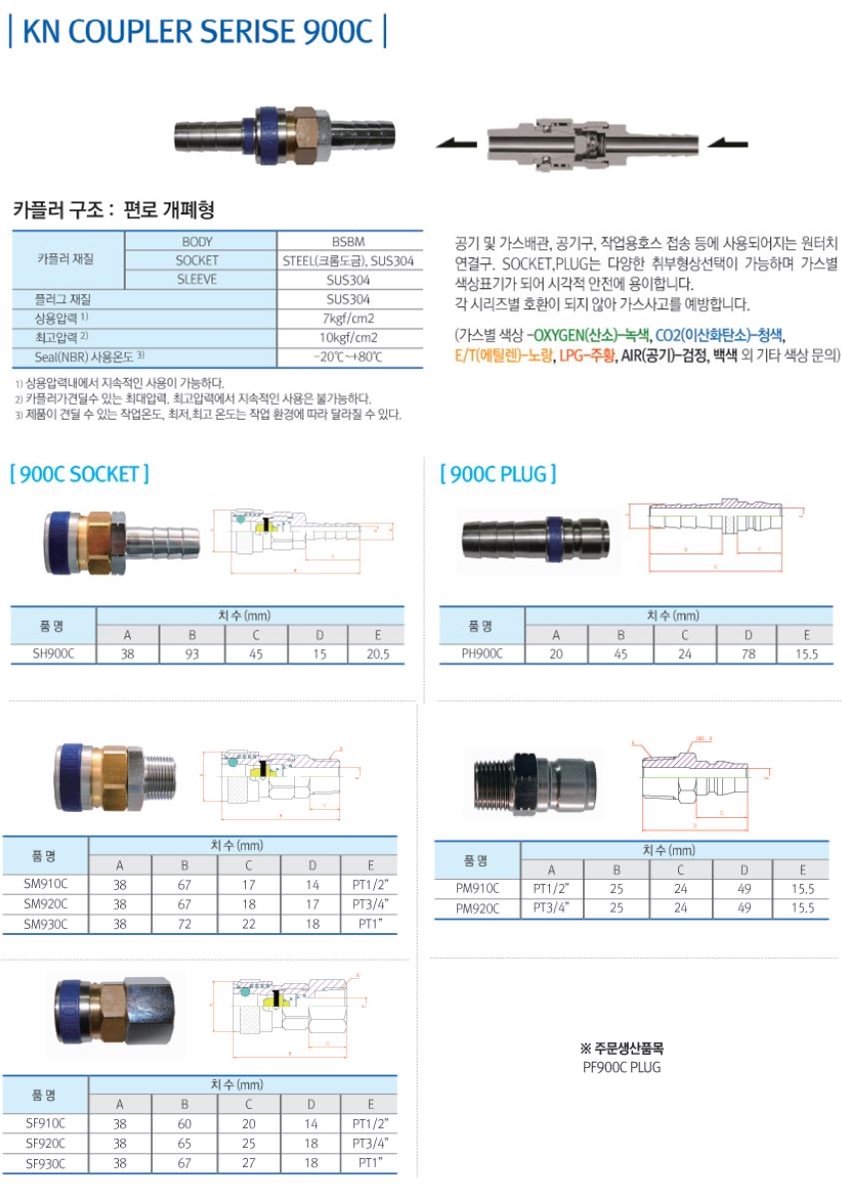 KN COUPLER SERISE 900C
카플러 구조 : 편로 개폐형
카플러 재질 BODY BSBM
SOCKET STEEL(크롬도금), SUS304
SLEEVE SUS304
플러그 재질 SUS304
상용압력 1) 7kgf/cm2
최고압력 2) 10kgf/cm2
Seal(NBR) 사용온도 3) -20℃~+80℃
1) 상용압력내에서 지속적인 사용이 가능하다.
2) 카플러가견딜수 있는 최대압력, 최고압력에서 지속적인 사용은 불가능하다.
3) 제품이 견딜 수 있는 작업온도, 최저,최고 온도는 작업 환경에 따라 달라질 수 있다.
공기 및 가스배관, 공기구, 작업용호스 접송 등에 사용되어지는 원터치
연결구. SOCKET,PLUG는 다양한 취부형상선택이 가능하며 가스별
색상표기가 되어 시각적 안전에 용이합니다.
각 시리즈별 호환이 되지 않아 가스사고를 예방합니다.
(가스별 색상 -OXYGEN(산소)-녹색, CO2(이산화탄소)-청색,
E/T(에틸렌)-노랑, LPG-주황, AIR(공기)-검정, 백색 외 기타 색상 문의)
[ 900C SOCKET ]
품 명 치 수 (mm)
A B C D E
SH900C 38 93 45 15 20.5
[ 900C PLUG ]
품 명 치 수 (mm)
A B C D E
PH900C 20 45 24 78 15.5
품 명 치 수 (mm)
A B C D E
SM910C 38 67 17 14 PT1/2”
SM920C 38 67 18 17 PT3/4”
SM930C 38 72 22 18 PT1”
품 명 치 수 (mm)
A B C D E
PM910C PT1/2” 25 24 49 15.5
PM920C PT3/4” 25 24 49 15.5
품 명 치 수 (mm)
A B C D E
SF910C 38 60 20 14 PT1/2”
SF920C 38 65 25 18 PT3/4”
SF930C 38 67 27 18 PT1”
※ 주문생산품목
PF900C PLUG